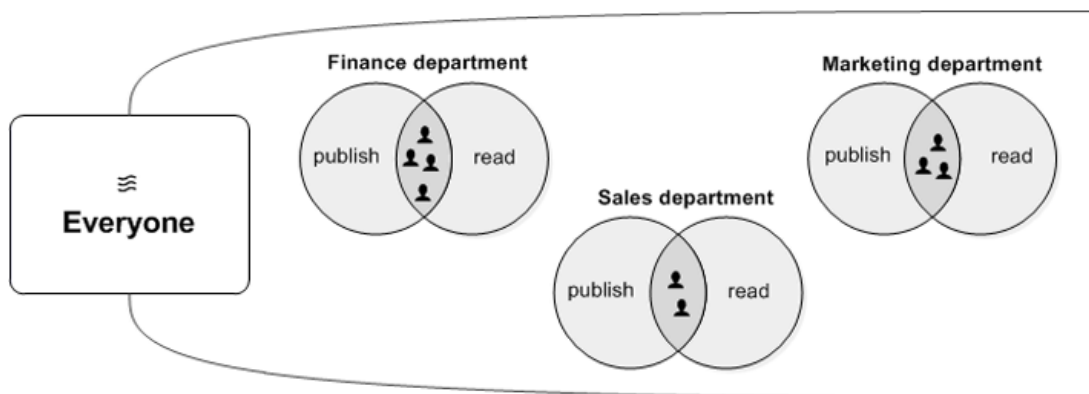 Finance department
publish
read
Marketing department
publish
read
Everyone
Sales department
publish
read